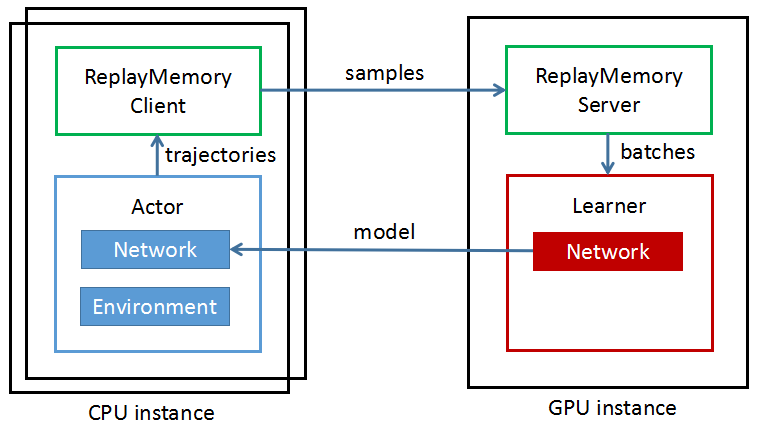 ReplayMemory
Client
samples
ReplayMemory
Server
trajectories
batches
Actor
Network
Environment
model
Learner
Network
CPU instance
GPU instance